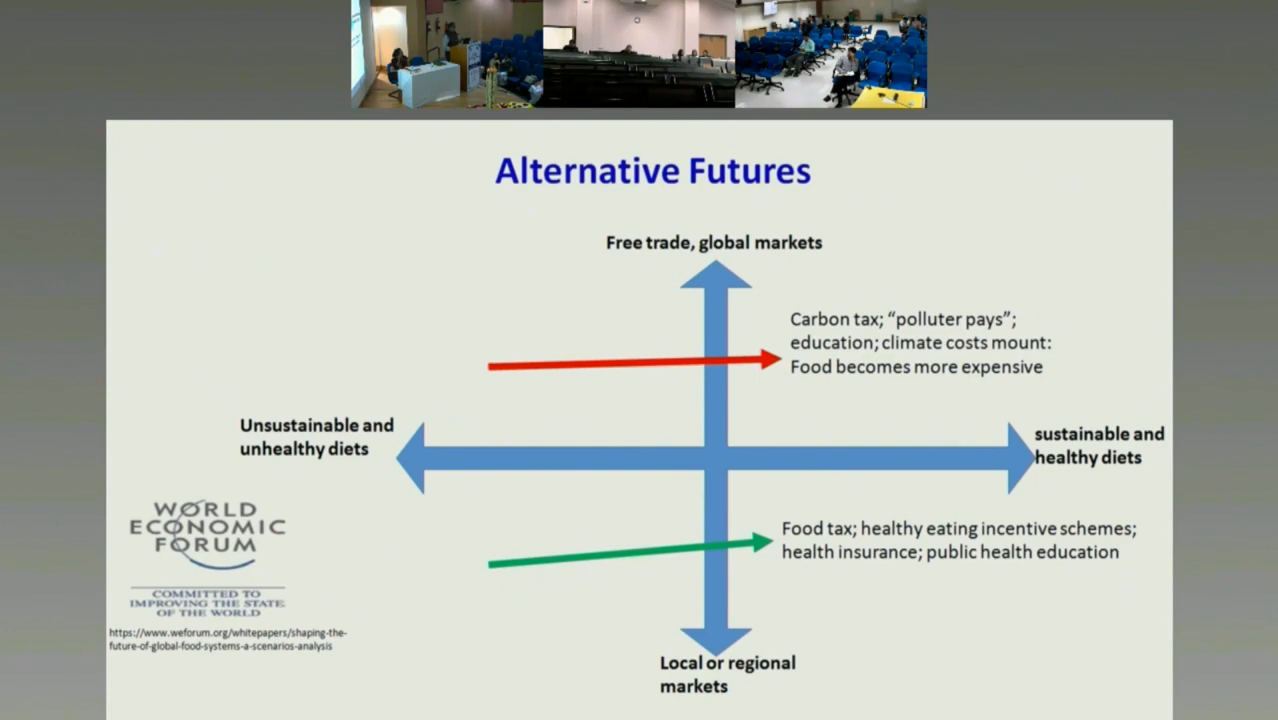 Alternative Futures
Free trade, global markets
Carbon tax; “polluter pays”;
education; climate costs mount:
Food becomes more expensive
Unsustainable and
unhealthy diets
sustainable and
healthy diets
WORLD
ECONOMIC
FORUM
COMMITTED TO
IMPROVING THE STATE
OF THE WORLD
Food tax; healthy eating incentive schemes;
health insurance; public health education
https://www.weforum.org/whitepapers/shaping-the-
future-of-global-food-systems-a-scenarios-analysis
Local or regional
markets